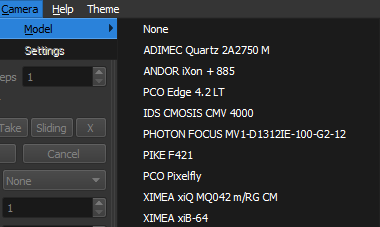 Camera Help Theme
Model
Settings
eps 1
Take Sliding X
Cancel
None
1
None
ADIMEC Quartz 2A2750 M
ANDOR iXon + 885
PCO Edge 4.2 LT
IDS CMOSIS CMV 4000
PHOTON FOCUS MV1-D1312IE-100-G2-12
PIKE F421
PCO Pixelfly
XIMEA xiQ MQ042 m/RG CM
XIMEA xiB-64